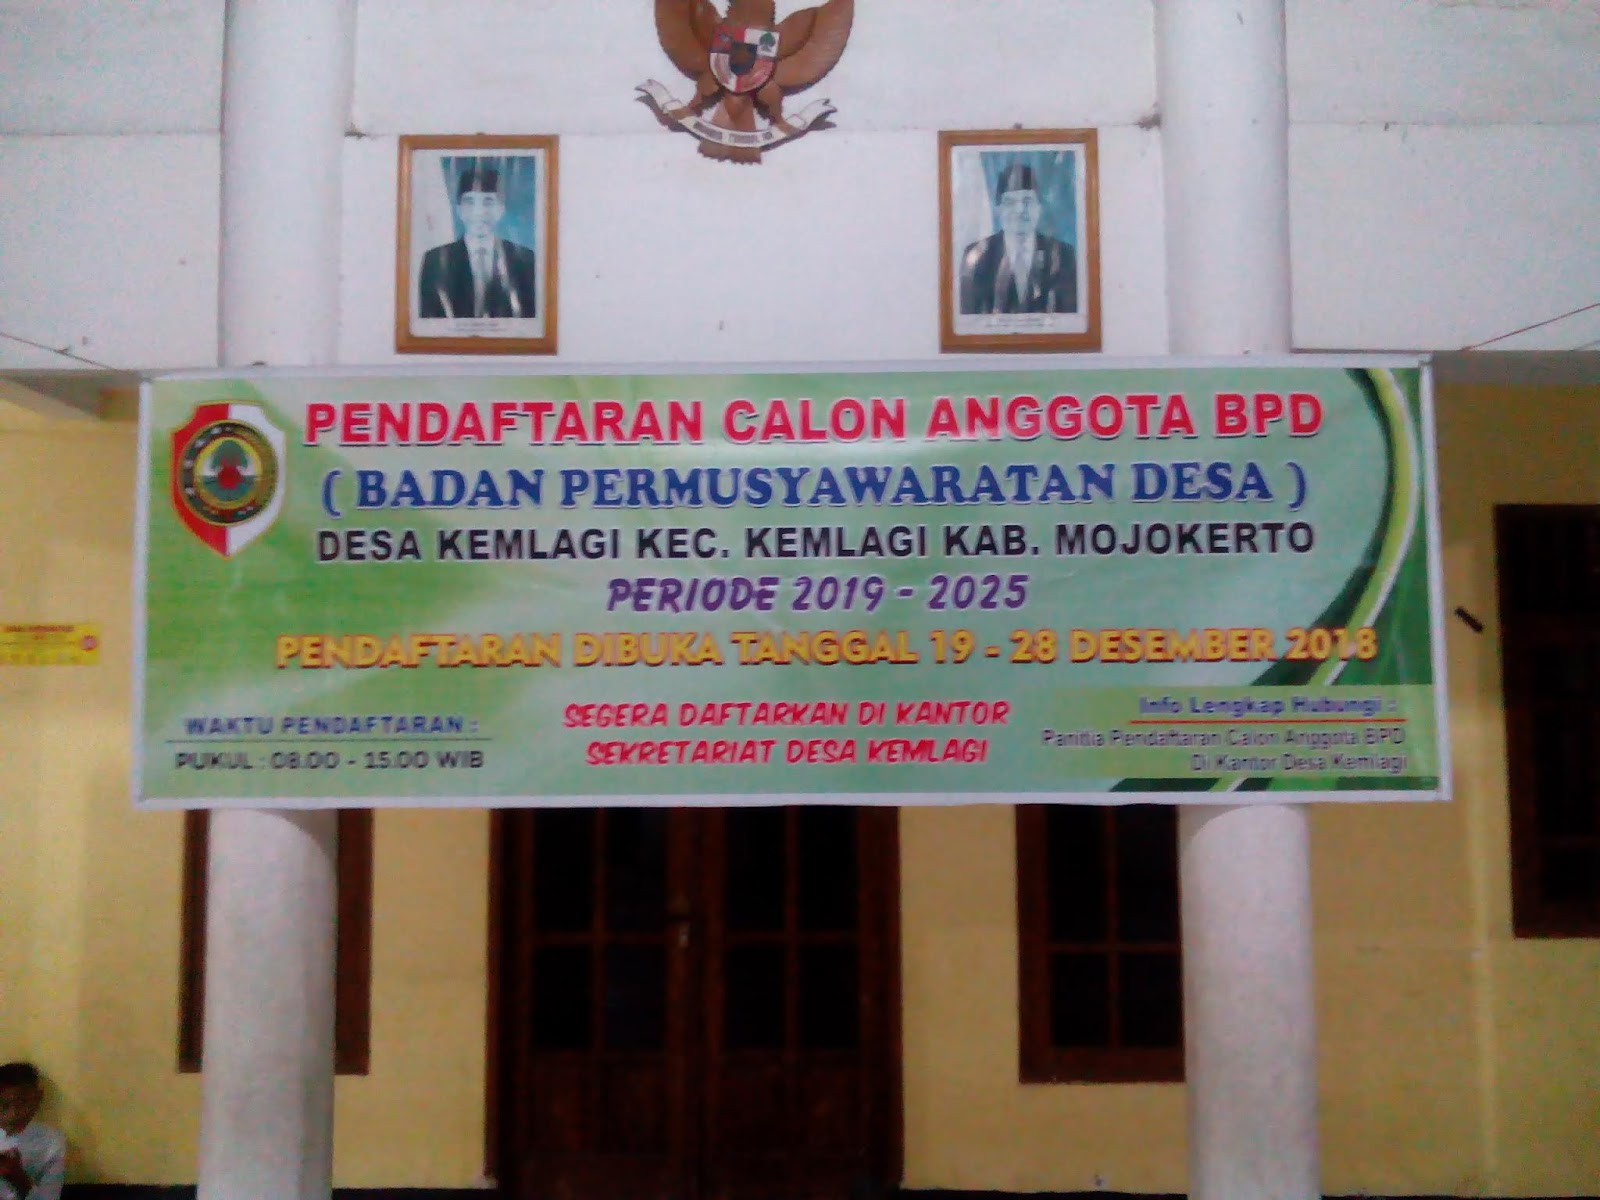 PENDAFTARAN CALON ANGGOTA BPD
( BADAN PERMUSYAWARATAN DESA )
DESA KEMLAGI KEC. KEMLAGI KAB. MOJOKERTO
PERIODE 2019 - 2025
PENDAFTARAN DIBUKA TANGGAL 19 - 28 DESEMBER 2018
WAKTU PENDAFTARAN :
PUKUL : 08.00 - 15.00 WIB
SEGERA DAFTARKAN DI KANTOR
SEKRETARIAT DESA KEMLAGI
Info Lengkap Hubungi :
Panitia Pendaftaran Calon Anggota BPD
Di Kantor Desa Kemlagi